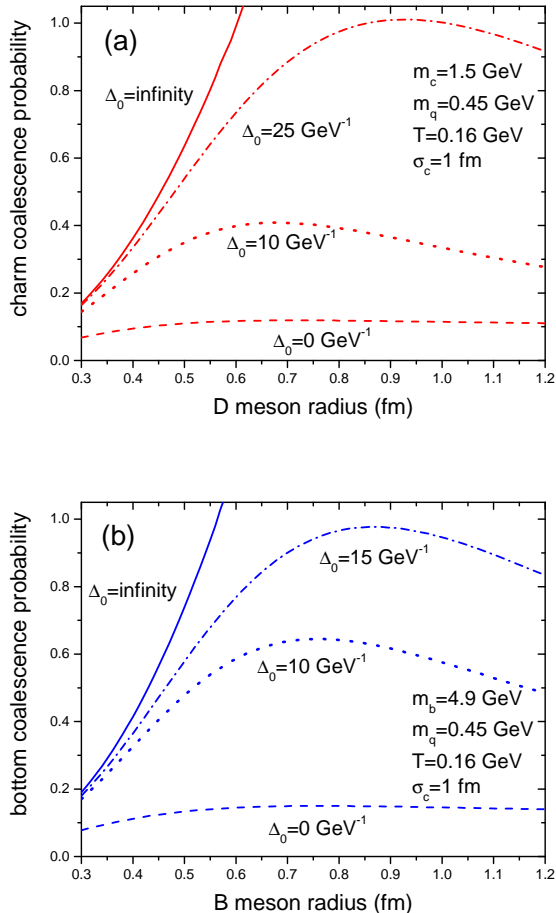 (a)
Δ₀=infinity
Δ₀=25 GeV⁻¹
Δ₀=10 GeV⁻¹
Δ₀=0 GeV⁻¹
m_c=1.5 GeV
m_q=0.45 GeV
T=0.16 GeV
σ_c=1 fm
charm coalescence probability
1.0
0.8
0.6
0.4
0.2
0.0
0.3 0.4 0.5 0.6 0.7 0.8 0.9 1.0 1.1 1.2
D meson radius (fm)
(b)
Δ₀=infinity
Δ₀=15 GeV⁻¹
Δ₀=10 GeV⁻¹
Δ₀=0 GeV⁻¹
m_b=4.9 GeV
m_q=0.45 GeV
T=0.16 GeV
σ_c=1 fm
bottom coalescence probability
1.0
0.8
0.6
0.4
0.2
0.0
0.3 0.4 0.5 0.6 0.7 0.8 0.9 1.0 1.1 1.2
B meson radius (fm)